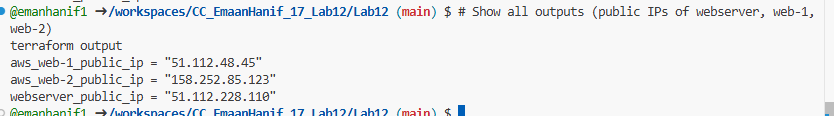 @emanhanif1 ➜/workspaces/CC_EmaanHanif_17_Lab12/Lab12 (main) $ # Show all outputs (public IPs of webserver, web-1,
web-2)
terraform output
aws_web-1_public_ip = "51.112.48.45"
aws_web-2_public_ip = "158.252.85.123"
webserver_public_ip = "51.112.228.110"
@emanhanif1 ➜/workspaces/CC_EmaanHanif_17_Lab12/Lab12 (main) $